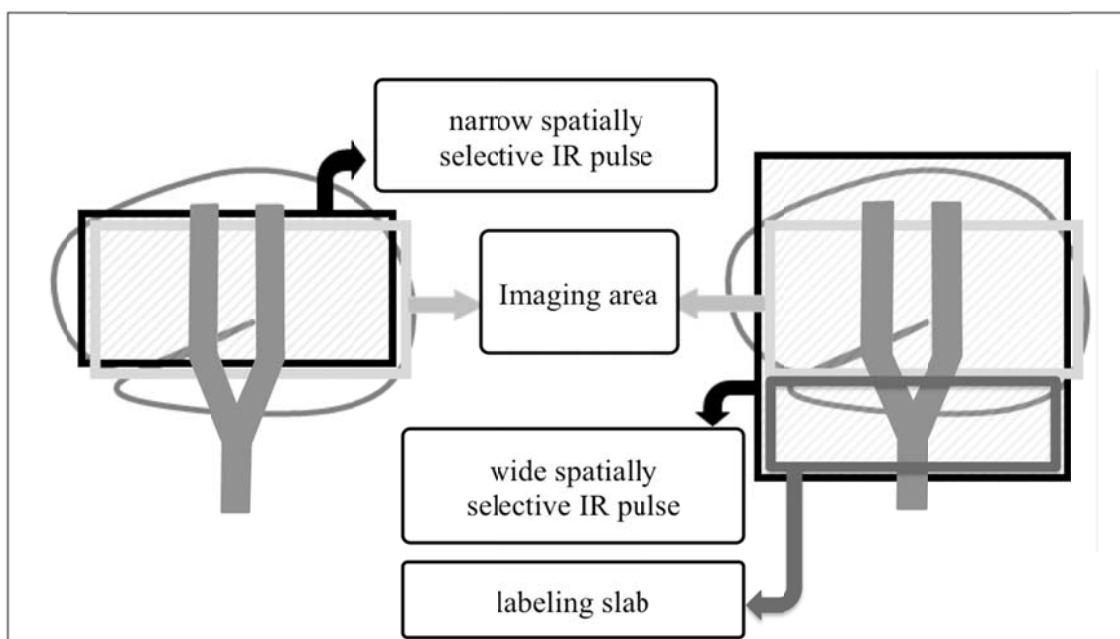 narrow spatially
selective IR pulse
Imaging area
wide spatially
selective IR pulse
labeling slab